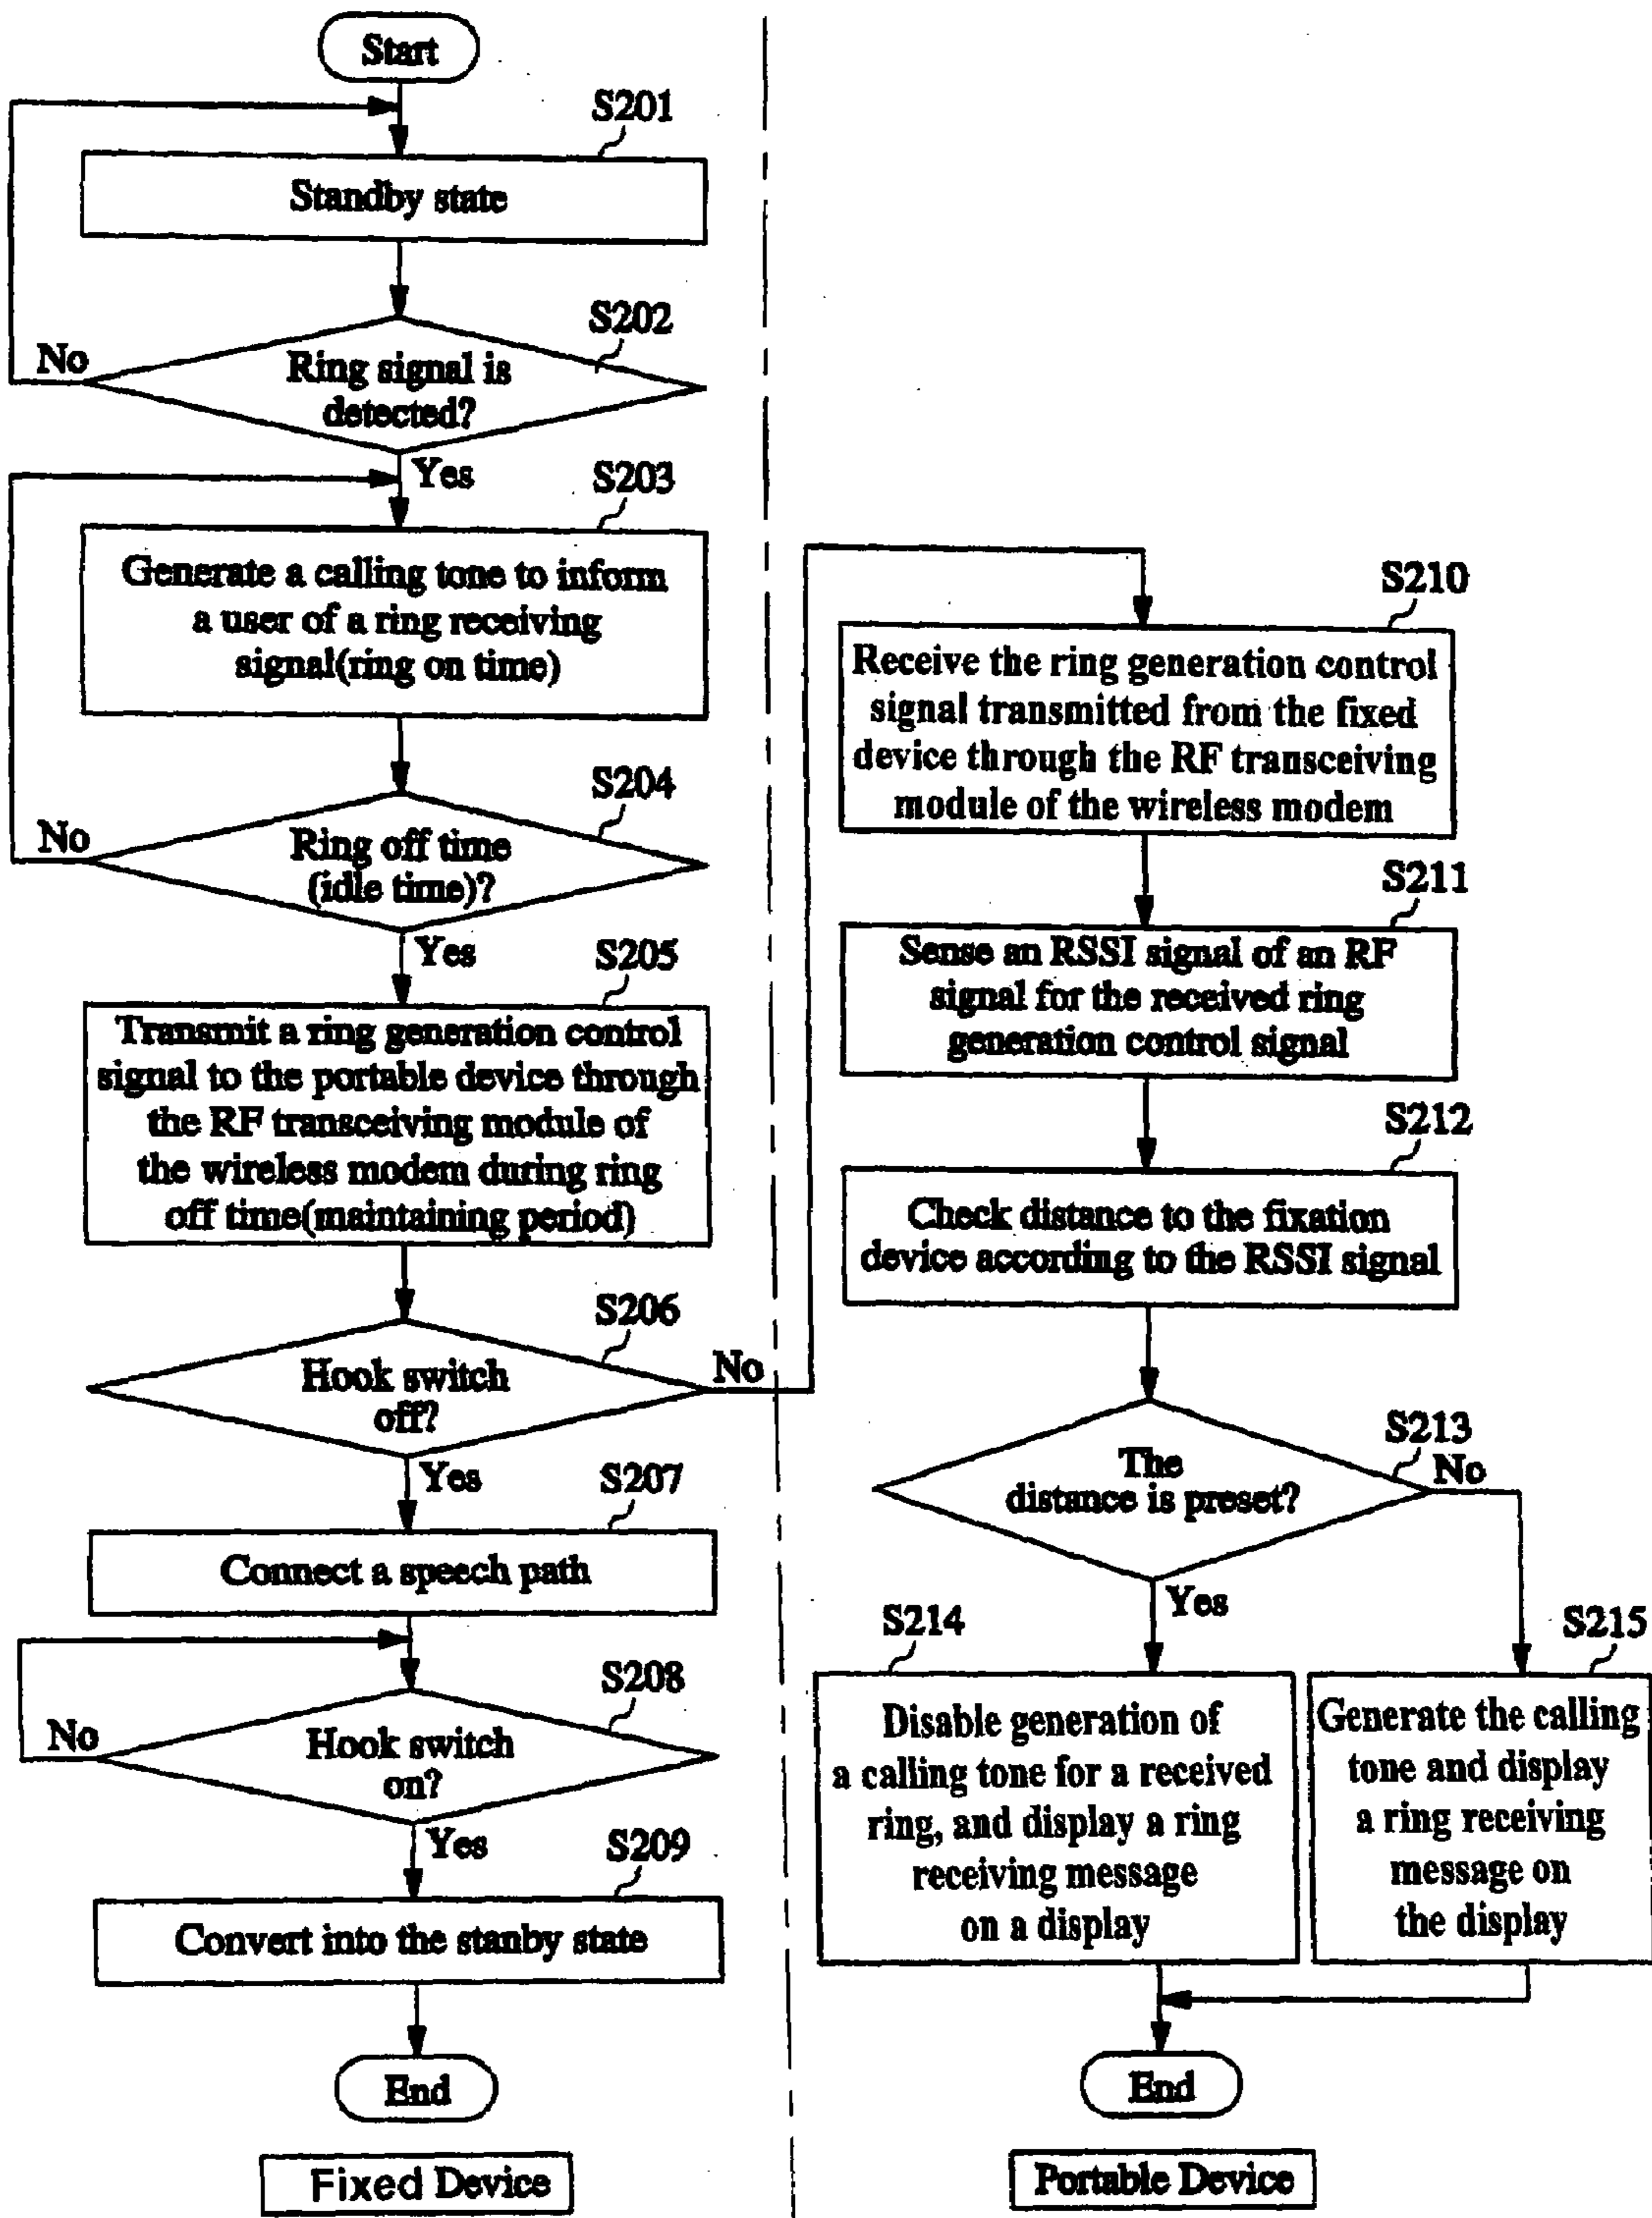 Start
S201
Standby state
S202
No
Ring signal is
detected?
Yes
S203
Generate a calling tone to inform
a user of a ring receiving
signal(ring on time)
S204
No
Ring off time
(idle time)?
Yes
S205
Transmit a ring generation control
signal to the portable device through
the RF transceiving module of
the wireless modem during ring
off time(maintaining period)
S206
Hook switch
off?
No
Yes
S207
Connect a speech path
S208
No
Hook switch
on?
Yes
S209
Convert into the stanby state
End
Fixed Device
S210
Receive the ring generation control
signal transmitted from the fixed
device through the RF transceiving
module of the wireless modem
S211
Sense an RSSI signal of an RF
signal for the received ring
generation control signal
S212
Check distance to the fixation
device according to the RSSI signal
S213
The
distance is preset?
No
Yes
S214
Disable generation of
a calling tone for a received
ring, and display a ring
receiving message
on a display
S215
Generate the calling
tone and display
a ring receiving
message on
the display
End
Portable Device